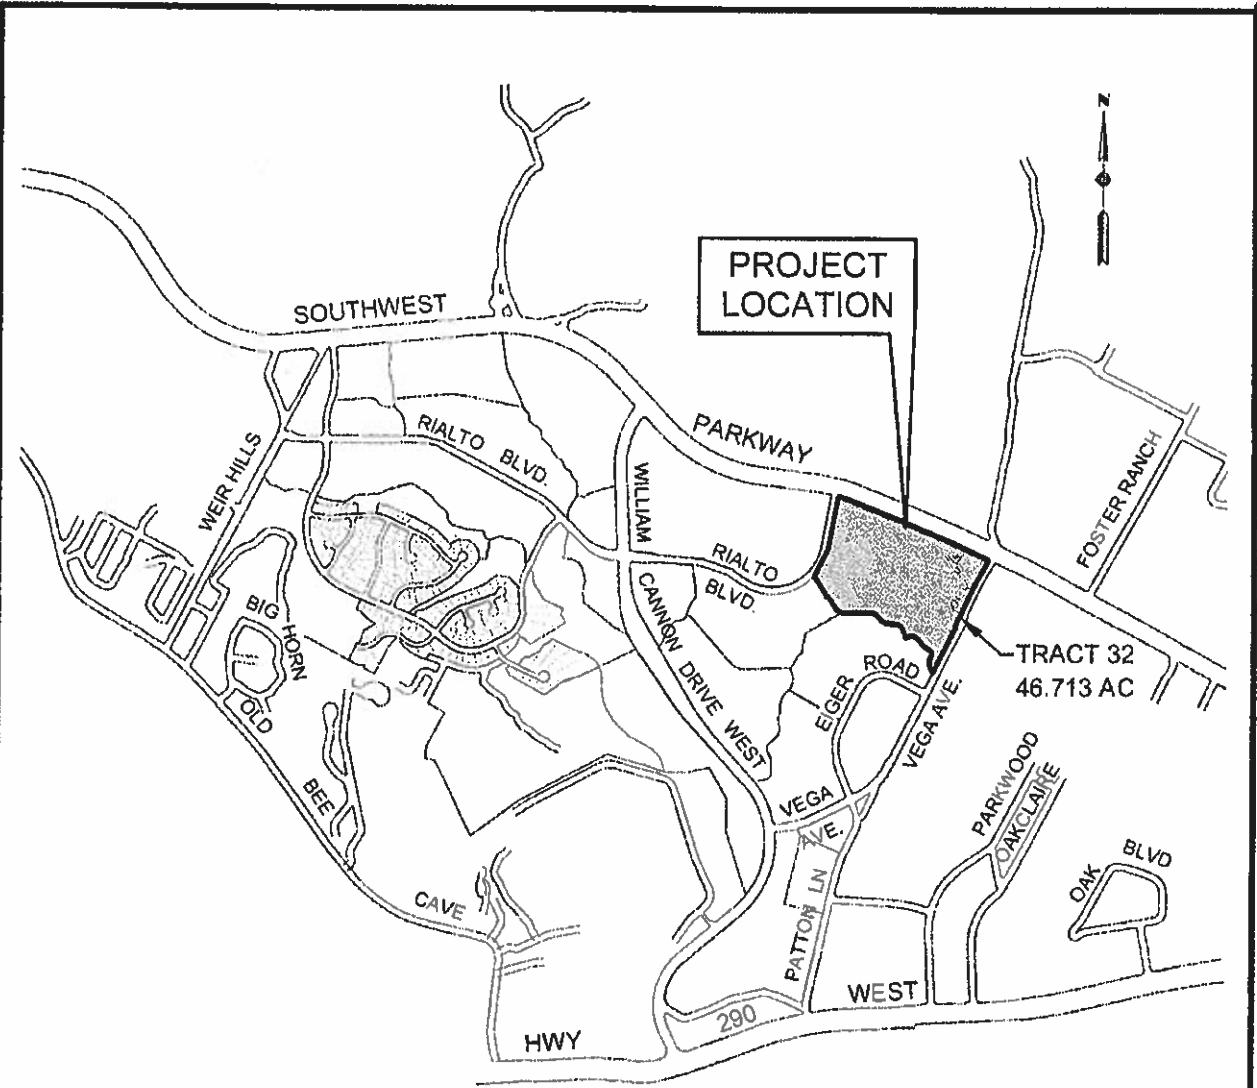 N
PROJECT
LOCATION
SOUTHWEST
PARKWAY
RIALTO
BLVD.
WEIR HILLS
WILLIAM
CANNON DRIVE WEST
RIALTO
BLVD.
FOSTER RANCH
BIG HORN
TRACT 32
46.713 AC
EIGER
ROAD
VEGA AVE.
OLD
BEE
CAVE
VEGA
AVE.
PARKWOOD
OAKCLAIRE
OAK
BLVD
PATTON LN
WEST
290
HWY